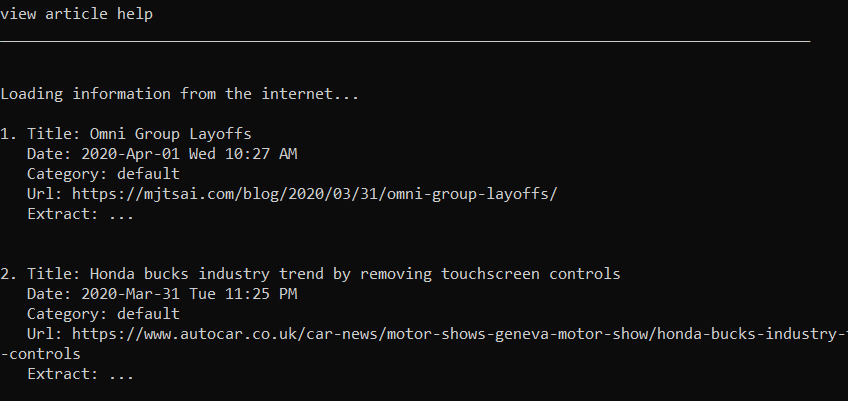 view article help
Loading information from the internet...
1. Title: Omni Group Layoffs
Date: 2020-Apr-01 Wed 10:27 AM
Category: default
Url: https://mjtsai.com/blog/2020/03/31/omni-group-layoffs/
Extract: ...
2. Title: Honda bucks industry trend by removing touchscreen controls
Date: 2020-Mar-31 Tue 11:25 PM
Category: default
Url: https://www.autocar.co.uk/car-news/motor-shows-geneva-motor-show/honda-bucks-industry-
-controls
Extract: ...